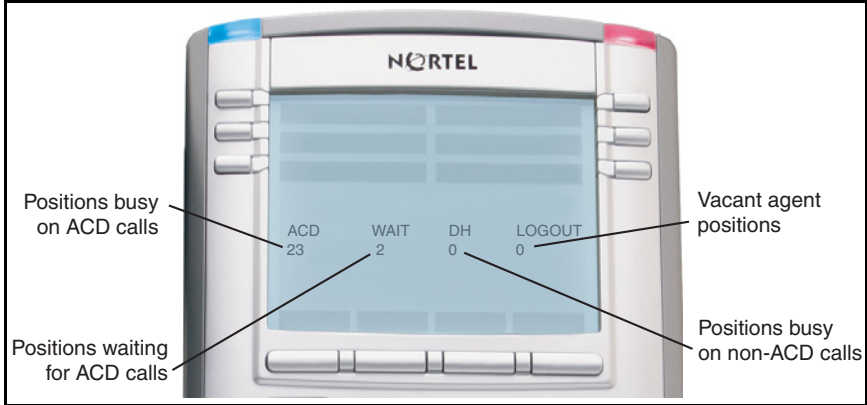 NORTEL
Positions busy
on ACD calls
Vacant agent
positions
ACD WAIT DH LOGOUT
23 2 0 0
Positions waiting
for ACD calls
Positions busy
on non-ACD calls